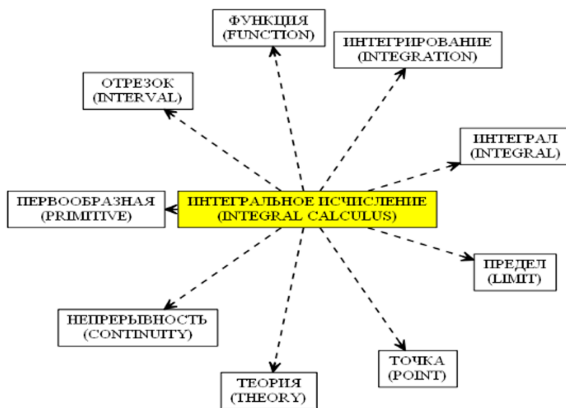 ФУНКЦИЯ
(FUNCTION)
ИНТЕГРИРОВАНИЕ
(INTEGRATION)
ОТРЕЗОК
(INTERVAL)
ИНТЕГРАЛ
(INTEGRAL)
ПЕРВООБРАЗНАЯ
(PRIMITIVE)
ИНТЕГРАЛЬНОЕ ИСЧИСЛЕНИЕ
(INTEGRAL CALCULUS)
ПРЕДЕЛ
(LIMIT)
НЕПРЕРЫВНОСТЬ
(CONTINUITY)
ТОЧКА
(POINT)
ТЕОРИЯ
(THEORY)